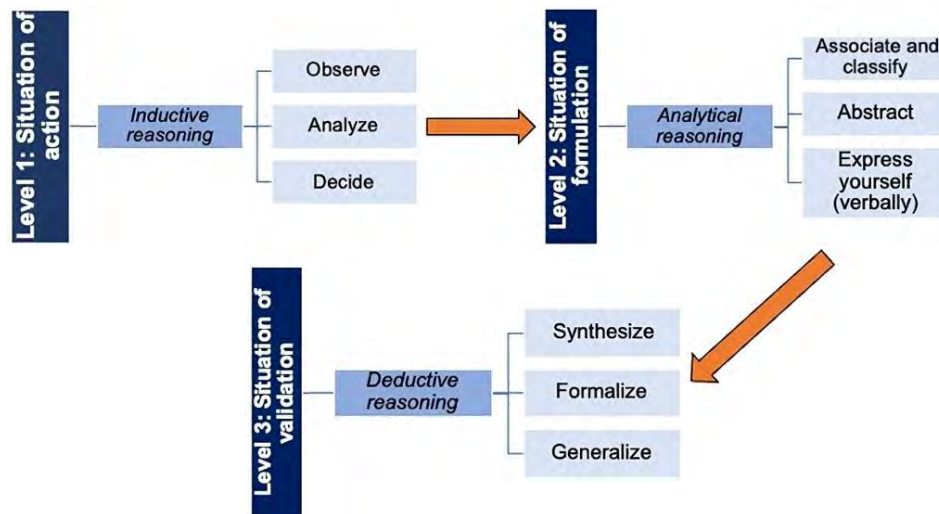 Level 1: Situation of
action
Inductive
reasoning
Observe
Analyze
Decide
Level 2: Situation of
formulation
Analytical
reasoning
Associate and
classify
Abstract
Express
yourself
(verbally)
Level 3: Situation of
validation
Deductive
reasoning
Synthesize
Formalize
Generalize